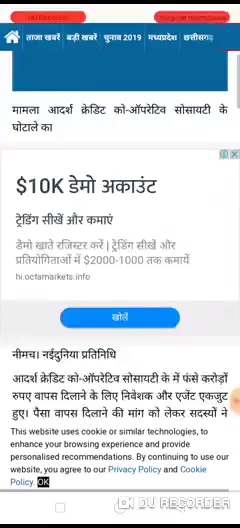 ताजा खबरें बड़ी खबरें चुनाव 2019 मध्यप्रदेश छत्तीसगढ़
मामला आदर्श क्रेडिट को-ऑपरेटिव सोसायटी के
घोटाले का
$10K डेमो अकाउंट
ट्रेडिंग सीखें और कमाएं
डेमो खाते रजिस्टर करें | ट्रेडिंग सीखें और
प्रतियोगिताओं में $2000-1000 तक कमायें
hi.octamarkets.info
खोलें
नीमच। नईदुनिया प्रतिनिधि
आदर्श क्रेडिट को-ऑपरेटिव सोसायटी के में फंसे करोड़ों
रुपए वापस दिलाने के लिए निवेशक और एजेंट एकजुट
हुए। पैसा वापस दिलाने की मांग को लेकर सदस्यों ने
This website uses cookie or similar technologies, to
enhance your browsing experience and provide
personalised recommendations. By continuing to use our
website, you agree to our Privacy Policy and Cookie
Policy. OK
DU RECORDER